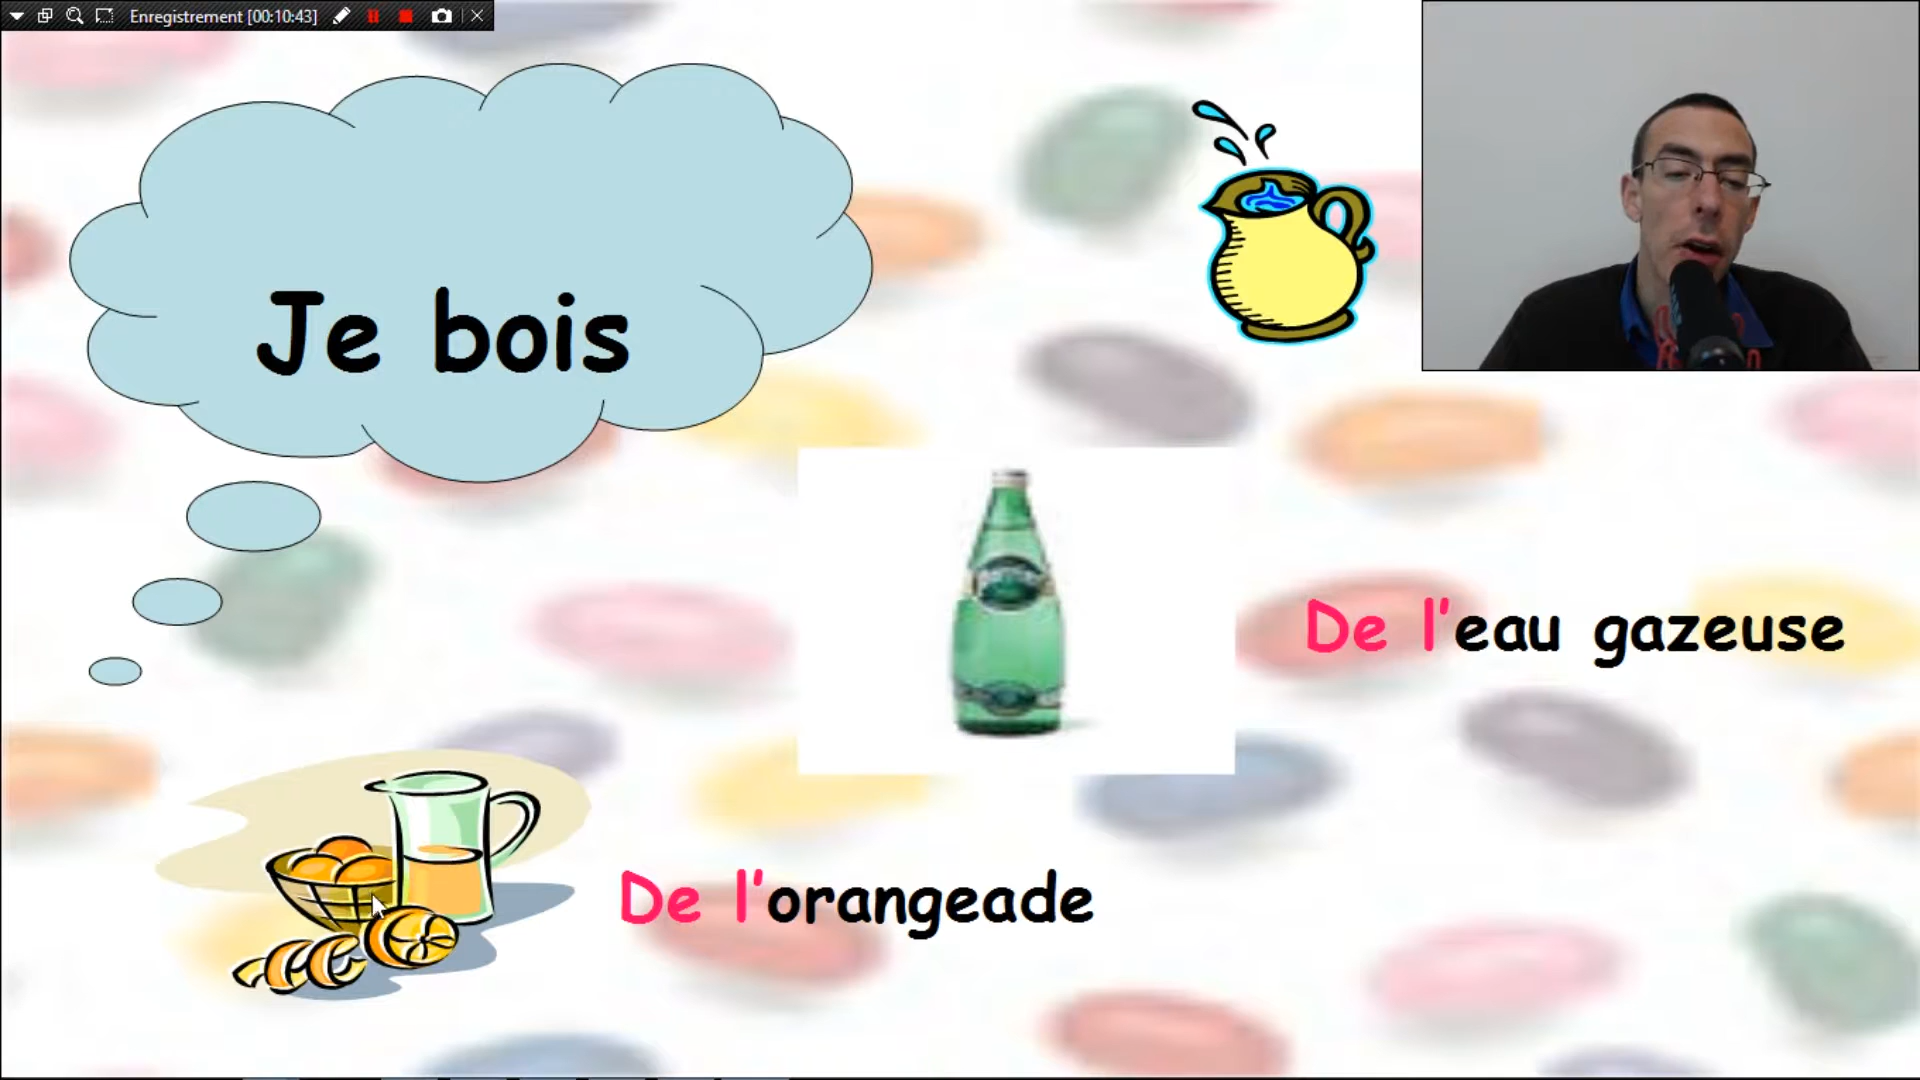 Enregistrement [00:10:43]
Je bois
De l'eau gazeuse
De l'orangeade